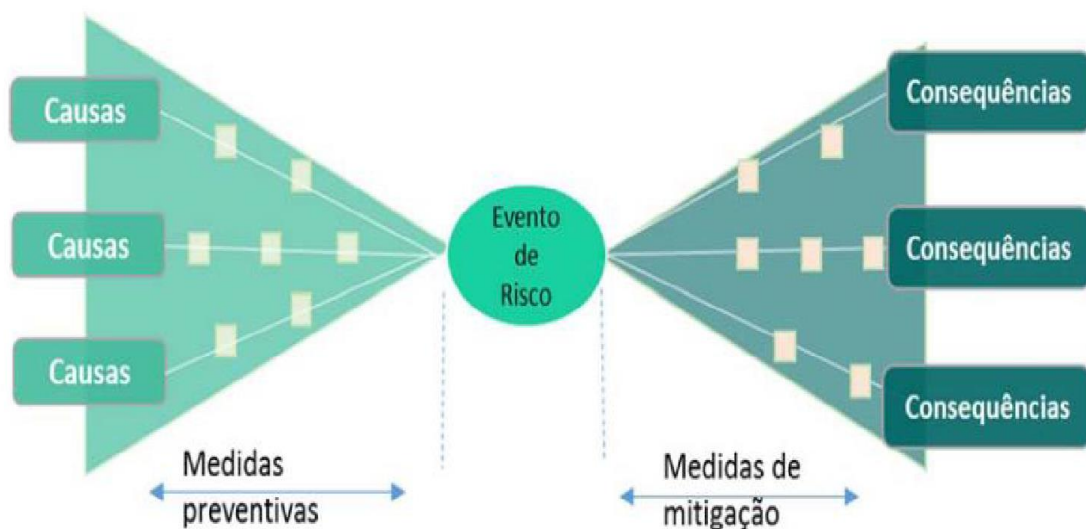 Causas
Causas
Causas
Evento
de
Risco
Consequências
Consequências
Consequências
Medidas
preventivas
Medidas de
mitigação